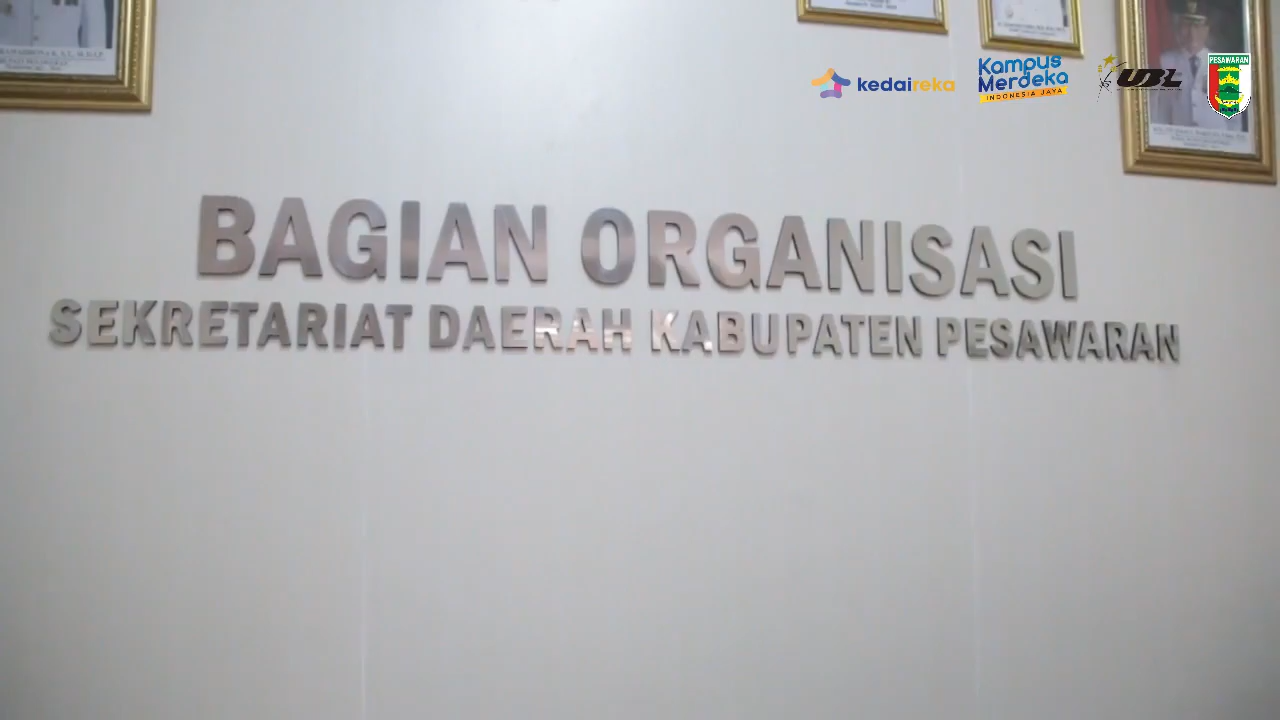 kedaireka
Kampus
Merdeka
INDONESIA JAYA
UBL
PESAWARAN
BAGIAN ORGANISASI
SEKRETARIAT DAERAH KABUPATEN PESAWARAN